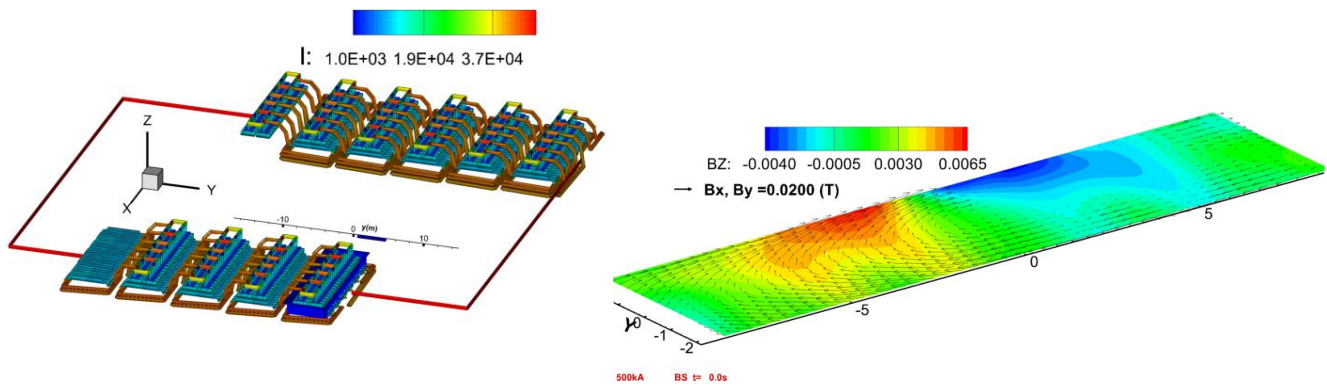 I: 1.0E+03 1.9E+04 3.7E+04
Z
Y
X
-10
0
y(m)
10
BZ: -0.0040 -0.0005 0.0030 0.0065
→ Bx, By =0.0200 (T)
5
0
-5
0
-1
-2
500kA BS t= 0.0s